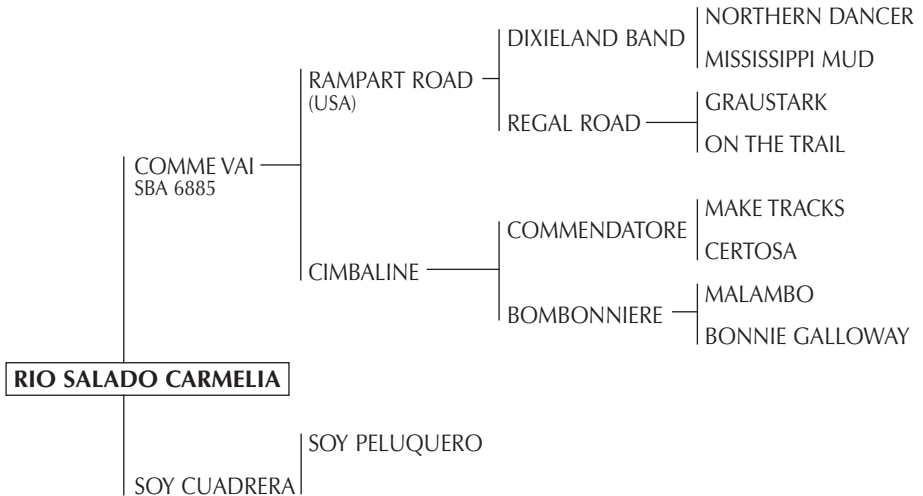 NORTHERN DANCER
DIXIELAND BAND
MISSISSIPPI MUD
RAMPART ROAD
(USA)
GRAUSTARK
REGAL ROAD
ON THE TRAIL
COMME VAI
SBA 6885
MAKE TRACKS
COMMENDATORE
CERTOSA
CIMBALINE
MALAMBO
BOMBONNIERE
BONNIE GALLOWAY
RIO SALADO CARMELIA
SOY PELUQUERO
SOY CUADRERA